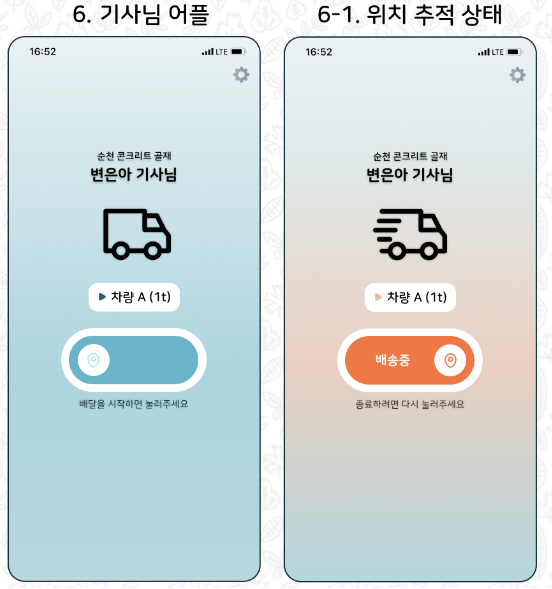 6. 기사님 어플
16:52
LTE
순천 콘크리트 골재
변은아 기사님
차량 A (1t)
배달을 시작하면 눌러주세요
6-1. 위치 추적 상태
16:52
LTE
순천 콘크리트 골재
변은아 기사님
차량 A (1t)
배송중
종료하려면 다시 눌러주세요